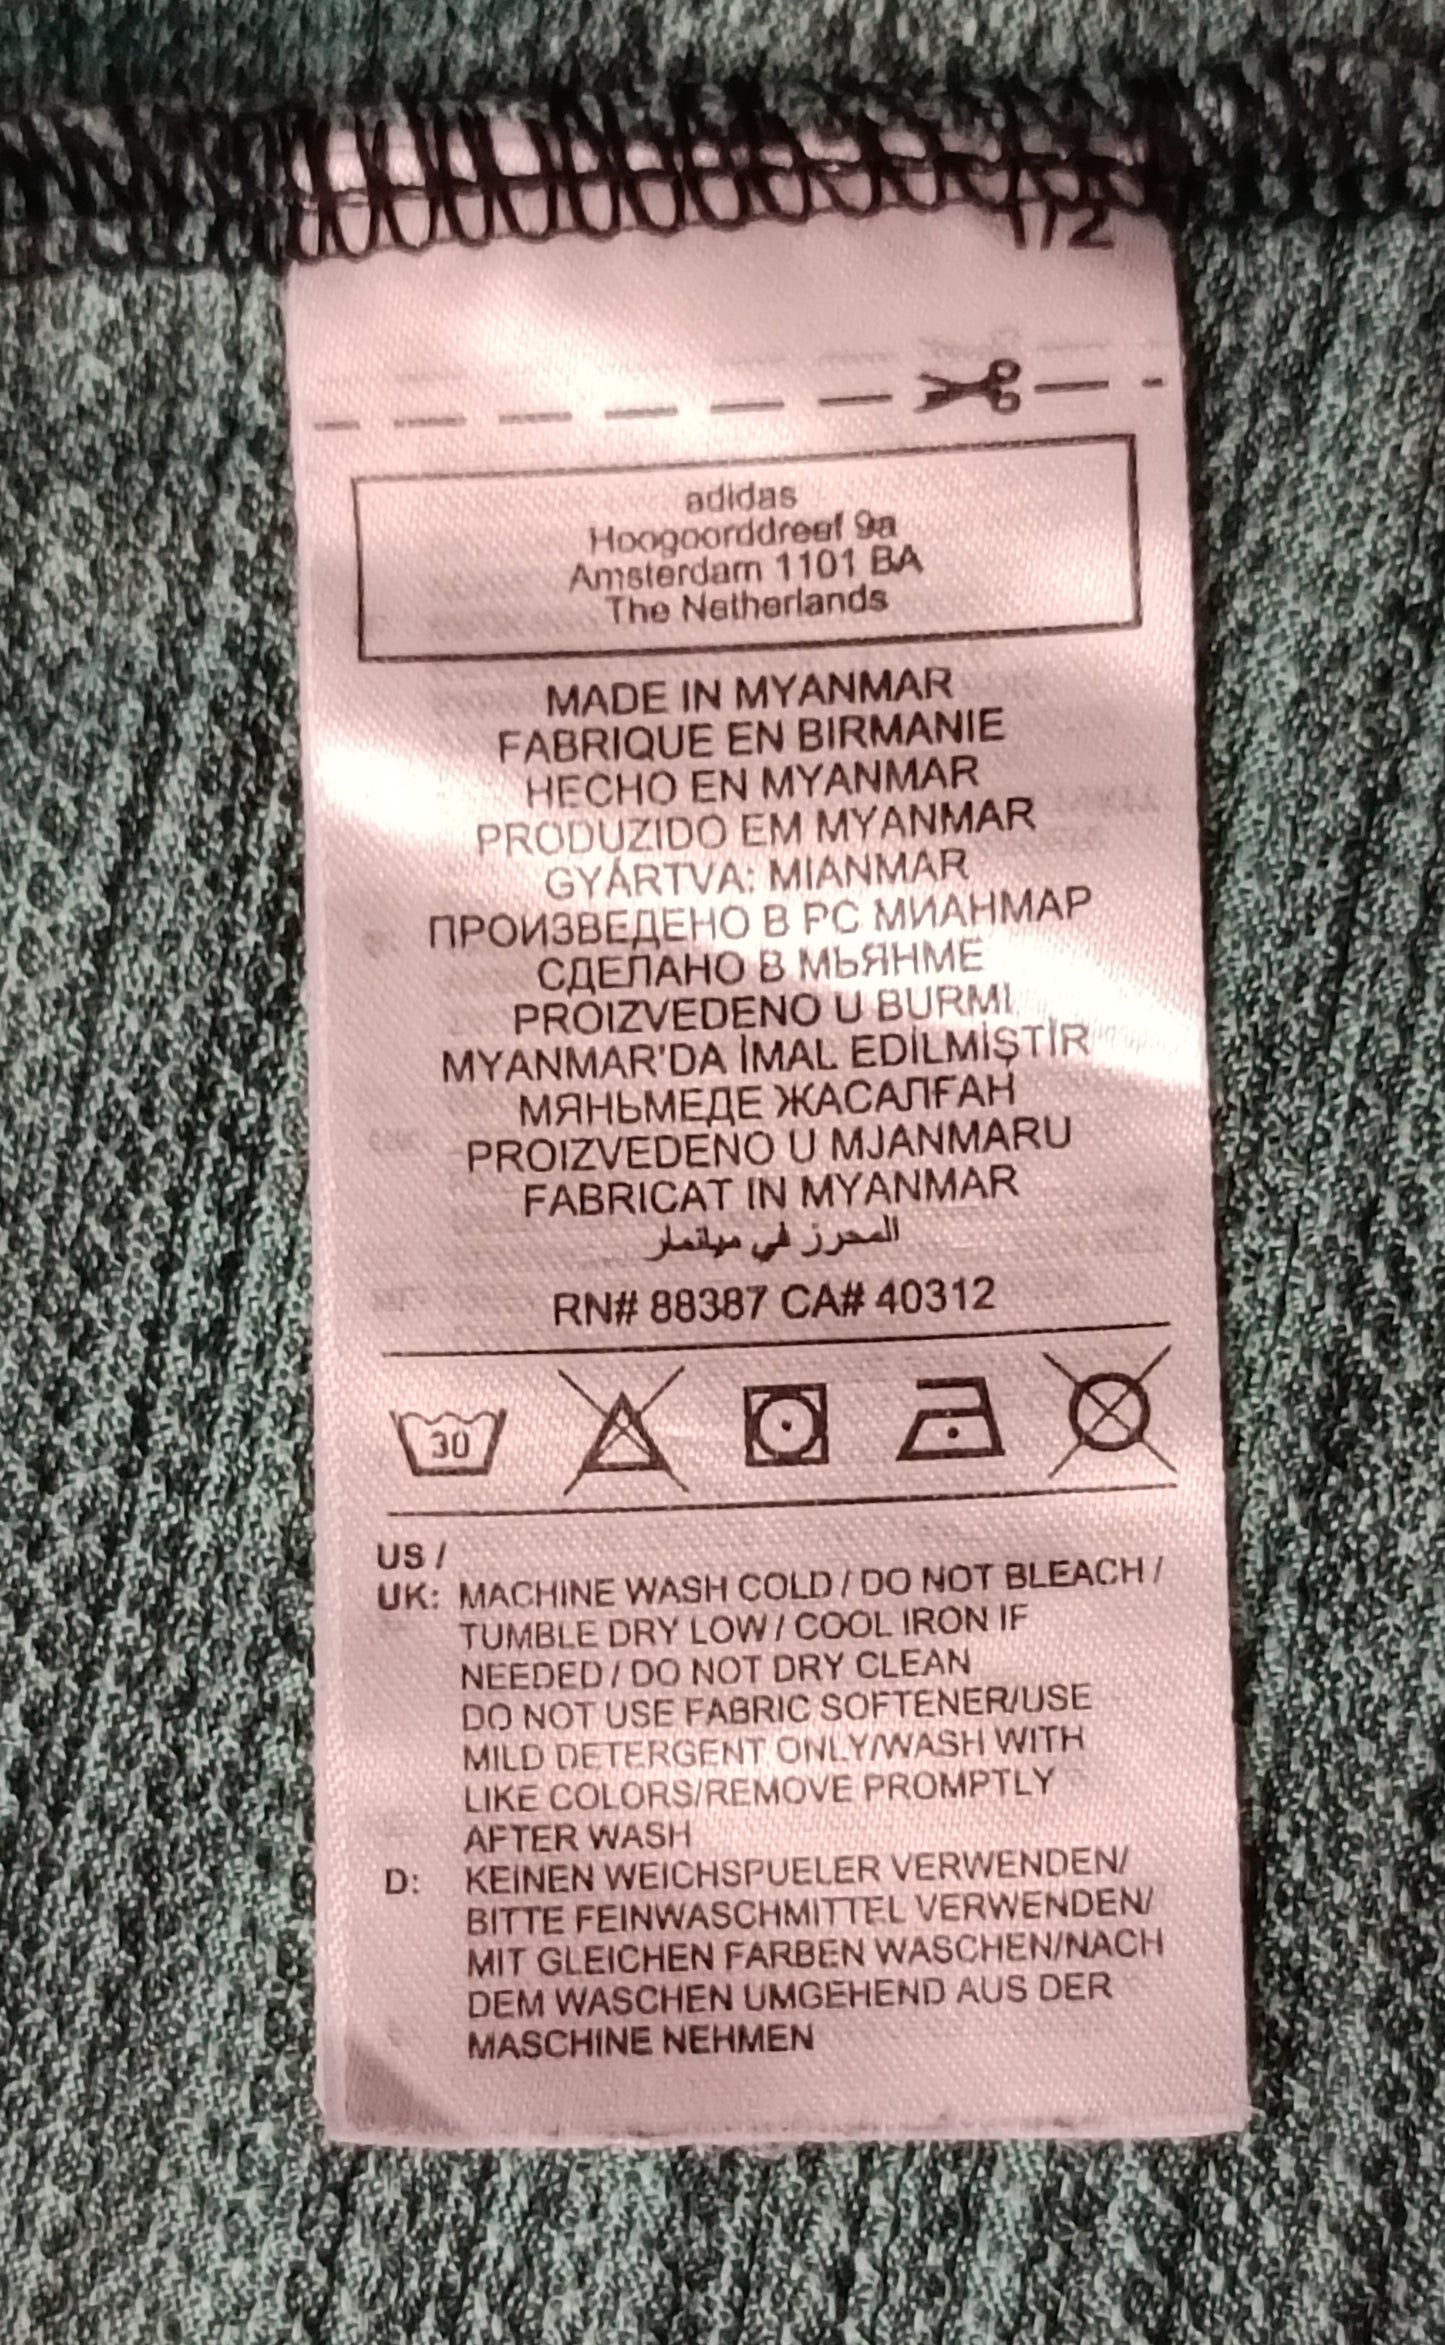 1/2
adidas
Hoogoorddreef 9a
Amsterdam 1101 BA
The Netherlands
MADE IN MYANMAR
FABRIQUE EN BIRMANIE
HECHO EN MYANMAR
PRODUZIDO EM MYANMAR
GYÁRTVA: MIANMAR
ПРОИЗВЕДЕНО В РС МИАНМАР
СДЕЛАНО В МЬЯНМЕ
PROIZVEDENO U BURMI
MYANMAR'DA İMAL EDİLMİŞTİR
МЯНЬМЕДЕ ЖАСАЛҒАН
PROIZVEDENO U MJANMARU
FABRICAT IN MYANMAR
المحرز في ميانمار
RN# 88387 CA# 40312
30
US /
UK: MACHINE WASH COLD / DO NOT BLEACH /
TUMBLE DRY LOW / COOL IRON IF
NEEDED / DO NOT DRY CLEAN
DO NOT USE FABRIC SOFTENER/USE
MILD DETERGENT ONLY/WASH WITH
LIKE COLORS/REMOVE PROMPTLY
AFTER WASH
D: KEINEN WEICHSPUELER VERWENDEN/
BITTE FEINWASCHMITTEL VERWENDEN/
MIT GLEICHEN FARBEN WASCHEN/NACH
DEM WASCHEN UMGEHEND AUS DER
MASCHINE NEHMEN